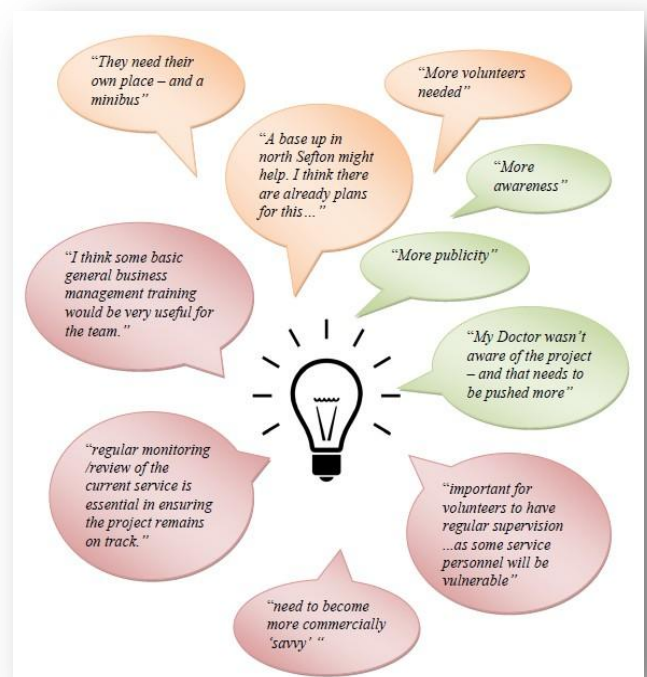 “They need their
own place – and a
minibus”
“More volunteers
needed”
“A base up in
north Sefton might
help. I think there
are already plans
for this…”
“More
awareness”
“More publicity”
“I think some basic
general business
management training
would be very useful for
the team.”
“My Doctor wasn’t
aware of the project
– and that needs to
be pushed more”
“regular monitoring
/review of the
current service is
essential in ensuring
the project remains
on track.”
“important for
volunteers to have
regular supervision
…as some service
personnel will be
vulnerable”
“need to become
more commercially
‘savvy’ “